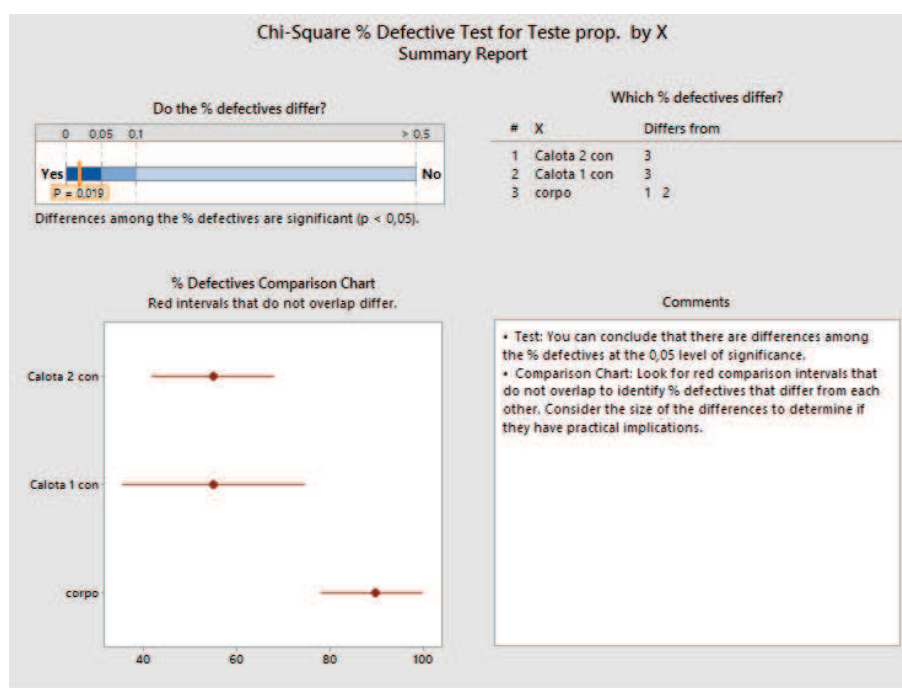 Chi-Square % Defective Test for Teste prop.  by X
Summary Report
Do the % defectives differ?
0 0,05 0,1 > 0,5
Yes No
P = 0,019
Differences among the % defectives are significant (p < 0,05).
Which % defectives differ?
# X Differs from
1 Calota 2 con 3
2 Calota 1 con 3
3 corpo 1 2
% Defectives Comparison Chart
Red intervals that do not overlap differ.
Calota 2 con
Calota 1 con
corpo
40 60 80 100
Comments
• Test: You can conclude that there are differences among
the % defectives at the 0,05 level of significance.
• Comparison Chart: Look for red comparison intervals that
do not overlap to identify % defectives that differ from each
other. Consider the size of the differences to determine if
they have practical implications.